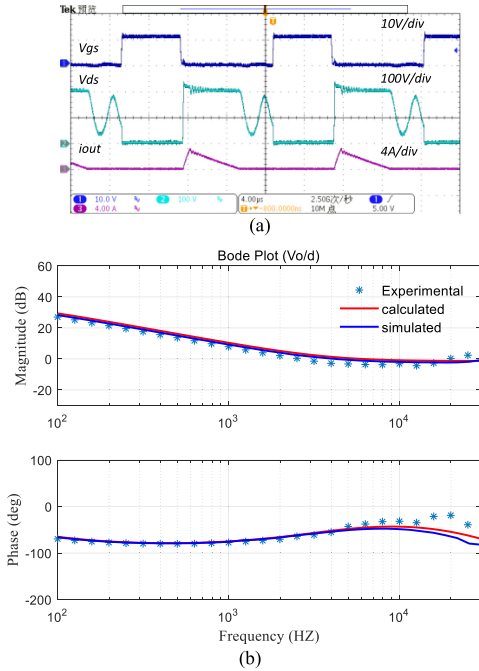 Tek 预览
Vgs
10V/div
Vds
100V/div
iout
4A/div
1 10.0 V 2 100 V
3 4.00 A
4.00μs 2.50G次/秒 1
10M 点 5.00 V
(a)
Bode Plot (Vo/d)
60
40
20
0
-20
Magnitude (dB)
Experimental
calculated
simulated
10^2 10^3 10^4
100
0
-100
-200
Phase (deg)
10^2 10^3 10^4
Frequency (HZ)
(b)